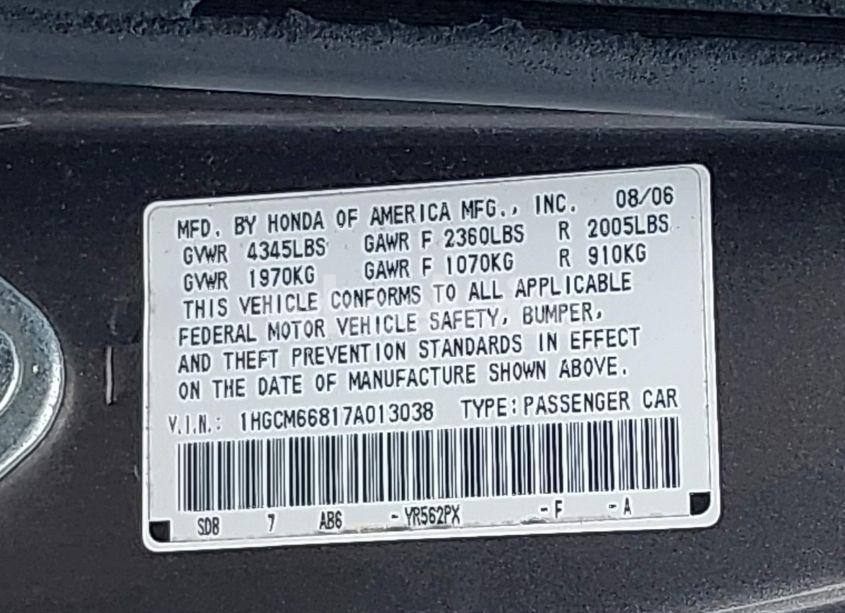 MFD. BY HONDA OF AMERICA MFG., INC. 08/06
GVWR 4345LBS GAWR F 2360LBS R 2005LBS
GVWR 1970KG GAWR F 1070KG R 910KG
THIS VEHICLE CONFORMS TO ALL APPLICABLE
FEDERAL MOTOR VEHICLE SAFETY, BUMPER,
AND THEFT PREVENTION STANDARDS IN EFFECT
ON THE DATE OF MANUFACTURE SHOWN ABOVE.
V.I.N.: 1HGCM66817A013038 TYPE:PASSENGER CAR
SDB 7 AB6 -YR562PX -F -A